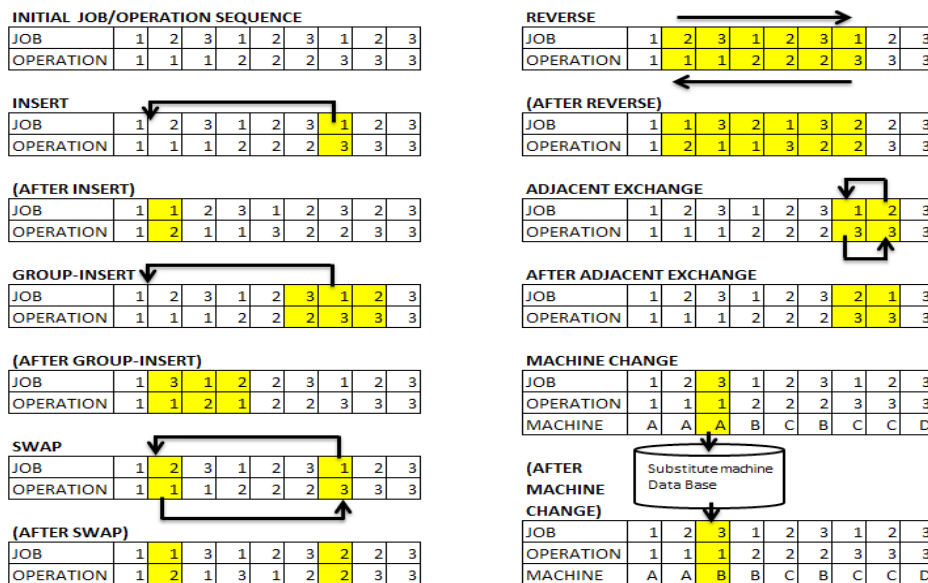 INITIAL JOB/OPERATION SEQUENCE
JOB 1 2 3 1 2 3 1 2 3
OPERATION 1 1 1 2 2 2 3 3 3
INSERT
JOB 1 2 3 1 2 3 1 2 3
OPERATION 1 1 1 2 2 2 3 3 3
(AFTER INSERT)
JOB 1 1 2 3 1 2 3 2 3
OPERATION 1 2 1 1 3 2 2 3 3
GROUP-INSERT
JOB 1 2 3 1 2 3 1 2 3
OPERATION 1 1 1 2 2 2 3 3 3
(AFTER GROUP-INSERT)
JOB 1 3 1 2 2 3 1 2 3
OPERATION 1 1 2 1 2 2 3 3 3
SWAP
JOB 1 2 3 1 2 3 1 2 3
OPERATION 1 1 1 2 2 2 3 3 3
(AFTER SWAP)
JOB 1 1 3 1 2 3 2 2 3
OPERATION 1 2 1 3 1 2 2 3 3
REVERSE
JOB 1 2 3 1 2 3 1 2 3
OPERATION 1 1 1 2 2 2 3 3 3
(AFTER REVERSE)
JOB 1 1 3 2 1 3 2 2 3
OPERATION 1 2 1 1 3 2 2 3 3
ADJACENT EXCHANGE
JOB 1 2 3 1 2 3 1 2 3
OPERATION 1 1 1 2 2 2 3 3 3
AFTER ADJACENT EXCHANGE
JOB 1 2 3 1 2 3 2 1 3
OPERATION 1 1 1 2 2 2 3 3 3
MACHINE CHANGE
JOB 1 2 3 1 2 3 1 2 3
OPERATION 1 1 1 2 2 2 3 3 3
MACHINE A A A B C B C C D
Substitute machine
Data Base
(AFTER
MACHINE
CHANGE)
JOB 1 2 3 1 2 3 1 2 3
OPERATION 1 1 1 2 2 2 3 3 3
MACHINE A A B B C B C C D